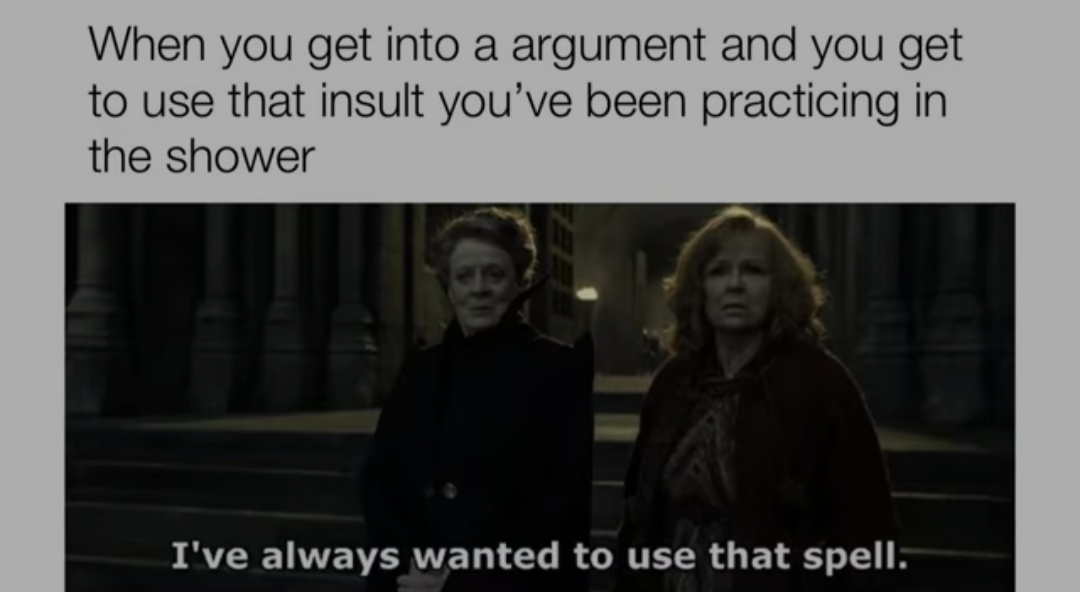 When you get into a argument and you get
to use that insult you’ve been practicing in
the shower
I've always wanted to use that spell.